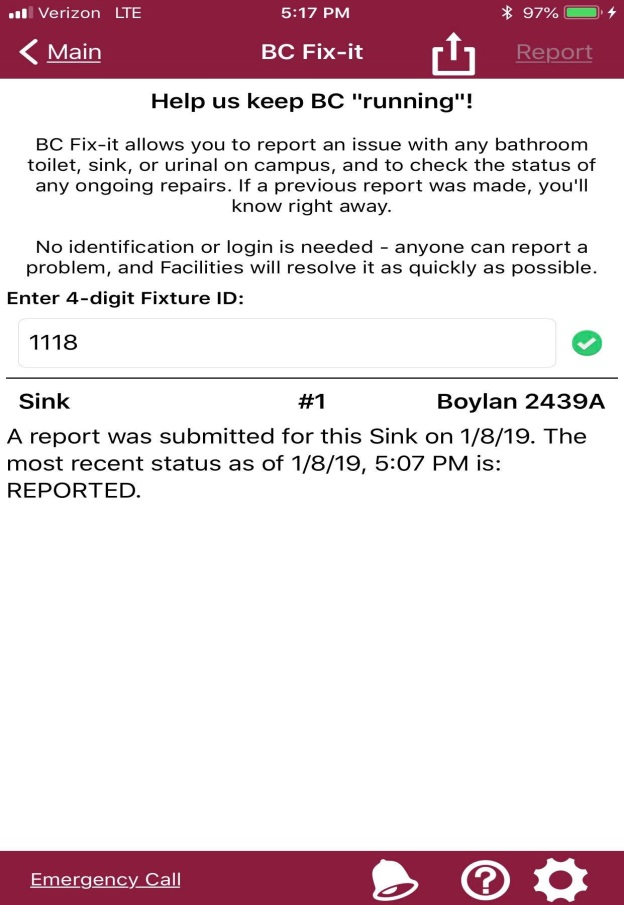 Verizon LTE 5:17 PM 97%
Main BC Fix-it Report
Help us keep BC "running"!
BC Fix-it allows you to report an issue with any bathroom
toilet, sink, or urinal on campus, and to check the status of
any ongoing repairs. If a previous report was made, you'll
know right away.
No identification or login is needed - anyone can report a
problem, and Facilities will resolve it as quickly as possible.
Enter 4-digit Fixture ID:
1118
Sink #1 Boylan 2439A
A report was submitted for this Sink on 1/8/19. The
most recent status as of 1/8/19, 5:07 PM is:
REPORTED.
Emergency Call ?